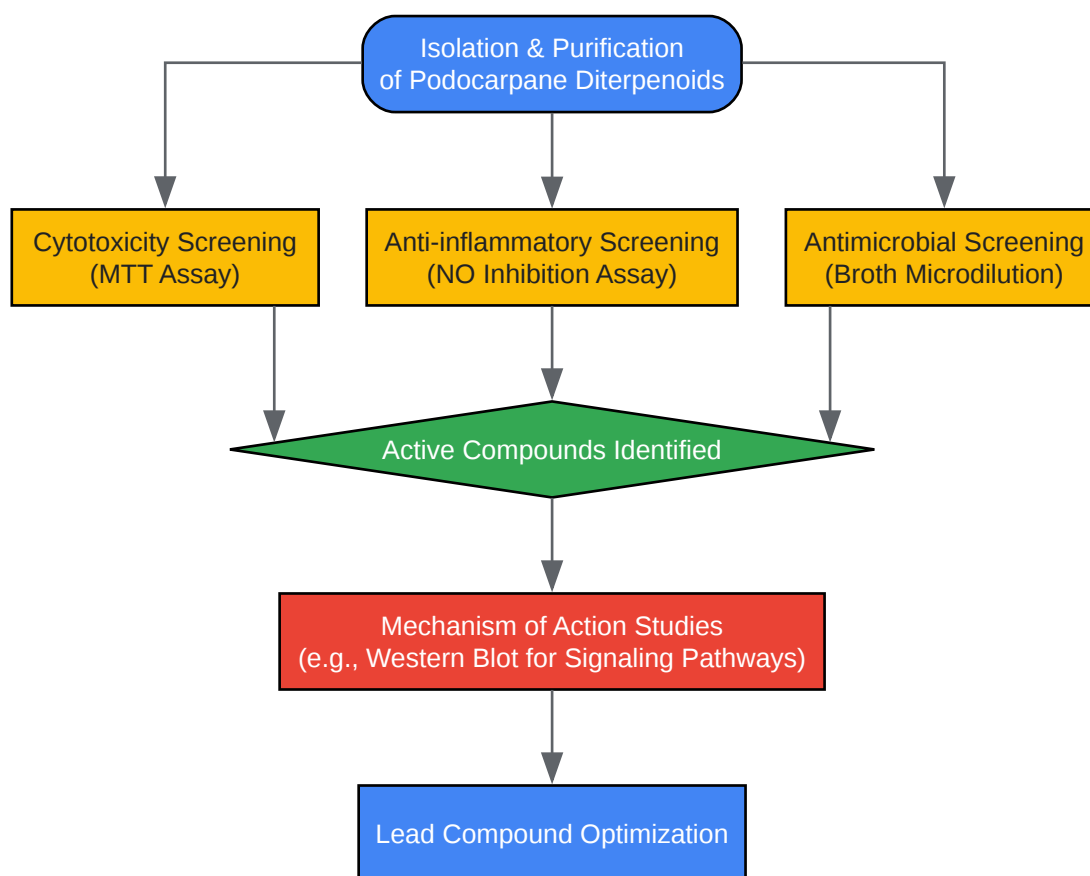 Isolation & Purification
of Podocarpane Diterpenoids
Cytotoxicity Screening
(MTT Assay)
Anti-inflammatory Screening
(NO Inhibition Assay)
Antimicrobial Screening
(Broth Microdilution)
Active Compounds Identified
Mechanism of Action Studies
(e.g., Western Blot for Signaling Pathways)
Lead Compound Optimization